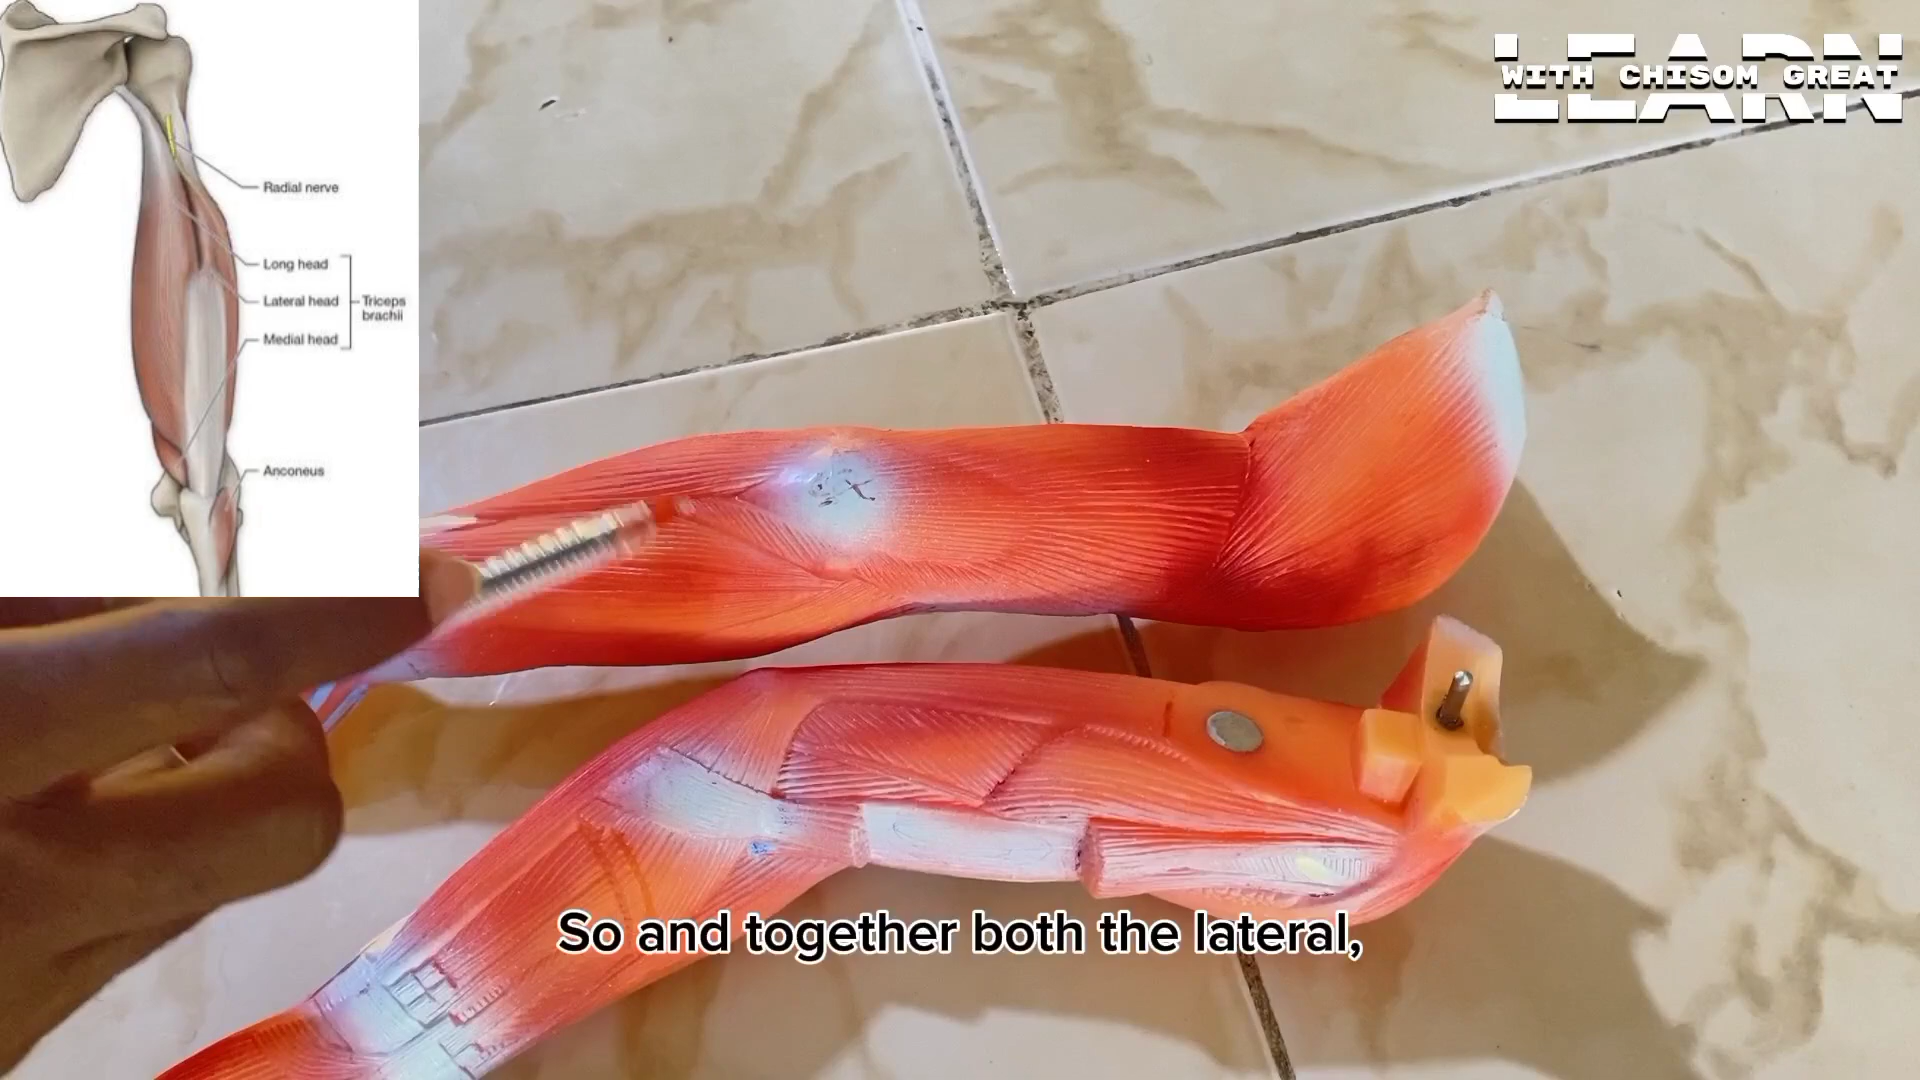 Radial nerve
Long head
Lateral head
Triceps
brachii
Medial head
Anconeus
LEARN
WITH CHISOM GREAT
So and together both the lateral,